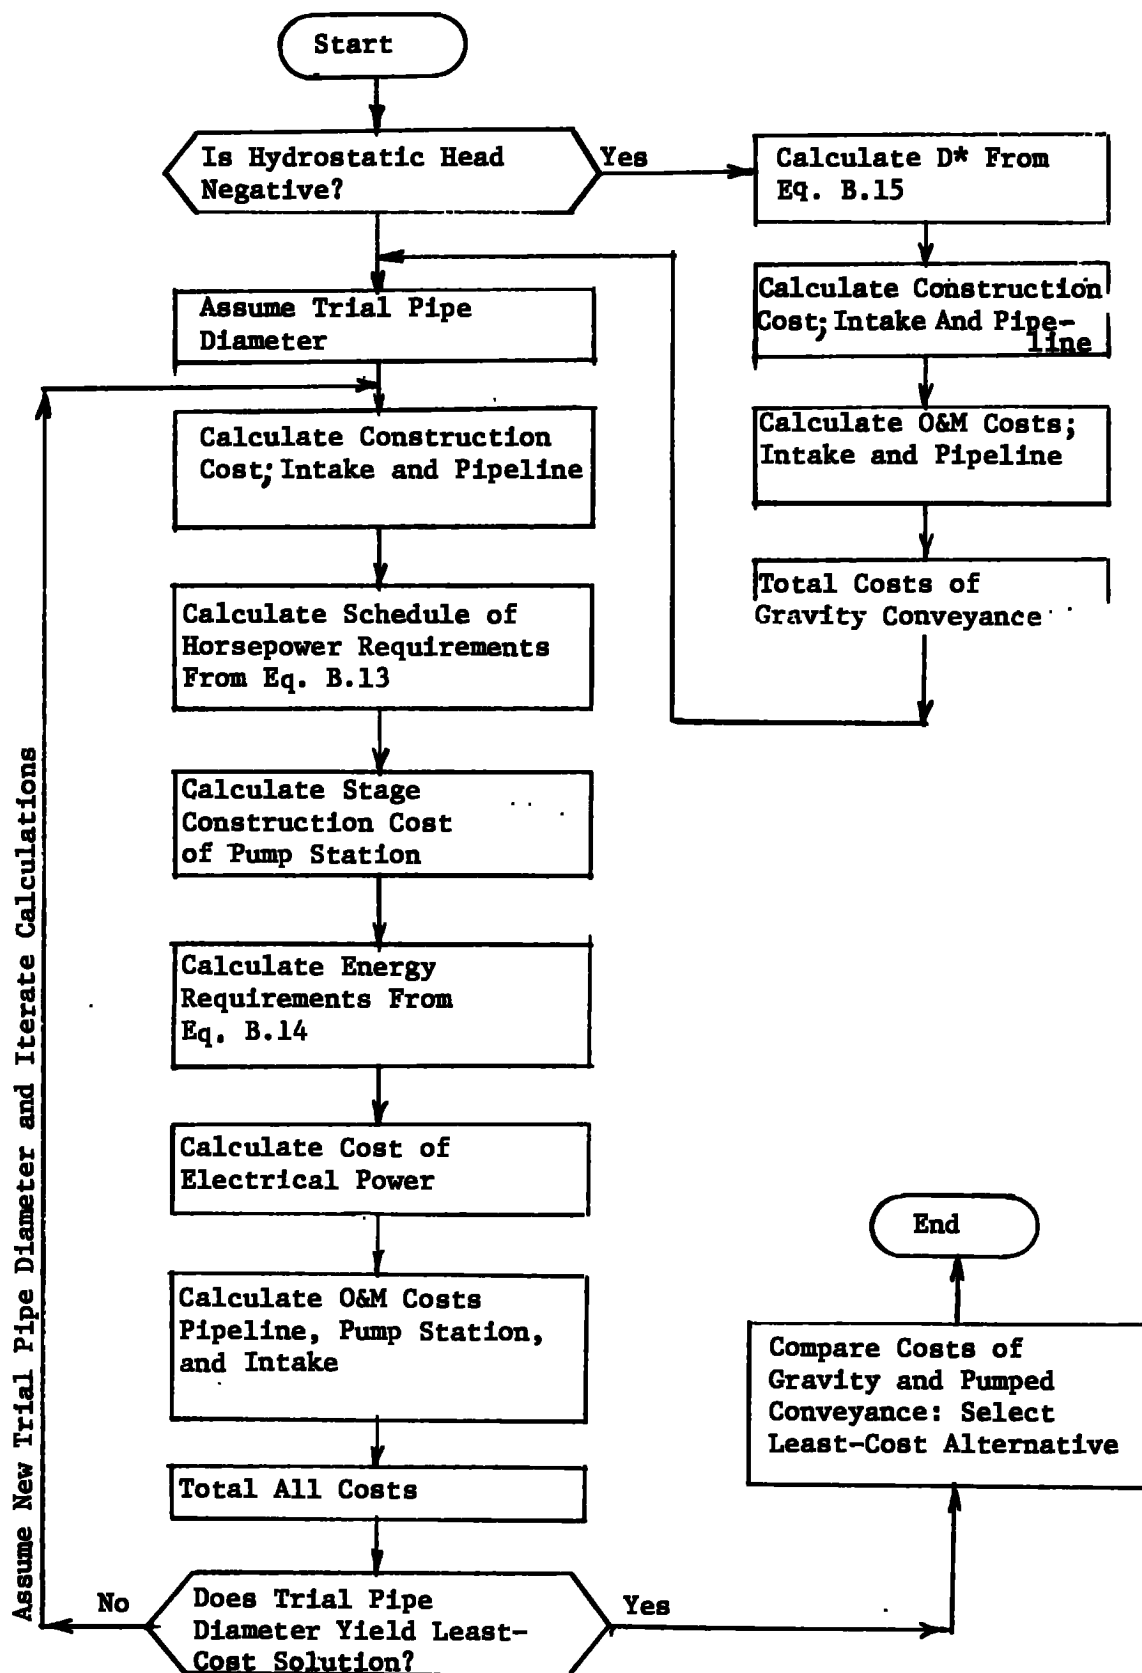 Start
Is Hydrostatic Head
Negative?
Yes
Calculate D* From
Eq. B.15
Calculate Construction
Cost; Intake And Pipe-
line
Calculate O&M Costs;
Intake and Pipeline
Total Costs of
Gravity Conveyance
Assume Trial Pipe
Diameter
Calculate Construction
Cost; Intake and Pipeline
Calculate Schedule of
Horsepower Requirements
From Eq. B.13
Calculate Stage
Construction Cost
of Pump Station
Calculate Energy
Requirements From
Eq. B.14
Calculate Cost of
Electrical Power
Calculate O&M Costs
Pipeline, Pump Station,
and Intake
Total All Costs
Does Trial Pipe
Diameter Yield Least-
Cost Solution?
No
Assume New Trial Pipe Diameter and Iterate Calculations
Yes
Compare Costs of
Gravity and Pumped
Conveyance: Select
Least-Cost Alternative
End